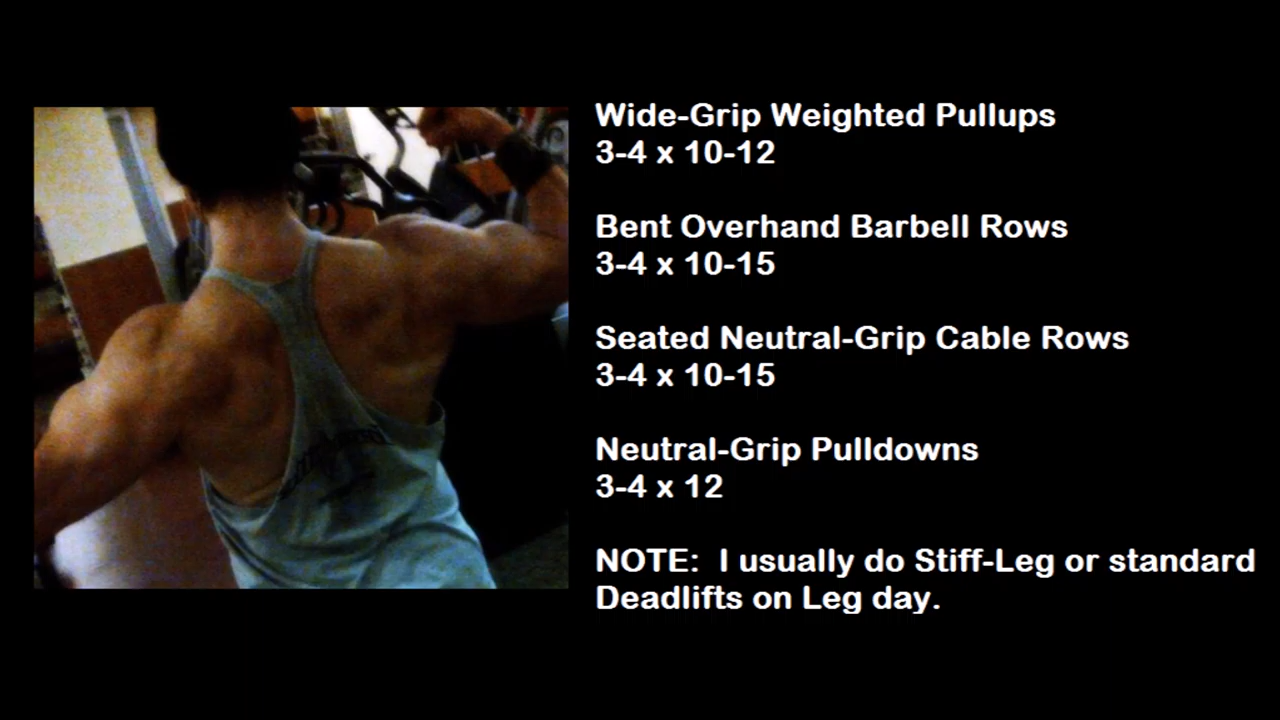 Wide-Grip Weighted Pullups
3-4 x 10-12
Bent Overhand Barbell Rows
3-4 x 10-15
Seated Neutral-Grip Cable Rows
3-4 x 10-15
Neutral-Grip Pulldowns
3-4 x 12
NOTE:  I usually do Stiff-Leg or standard
Deadlifts on Leg day.